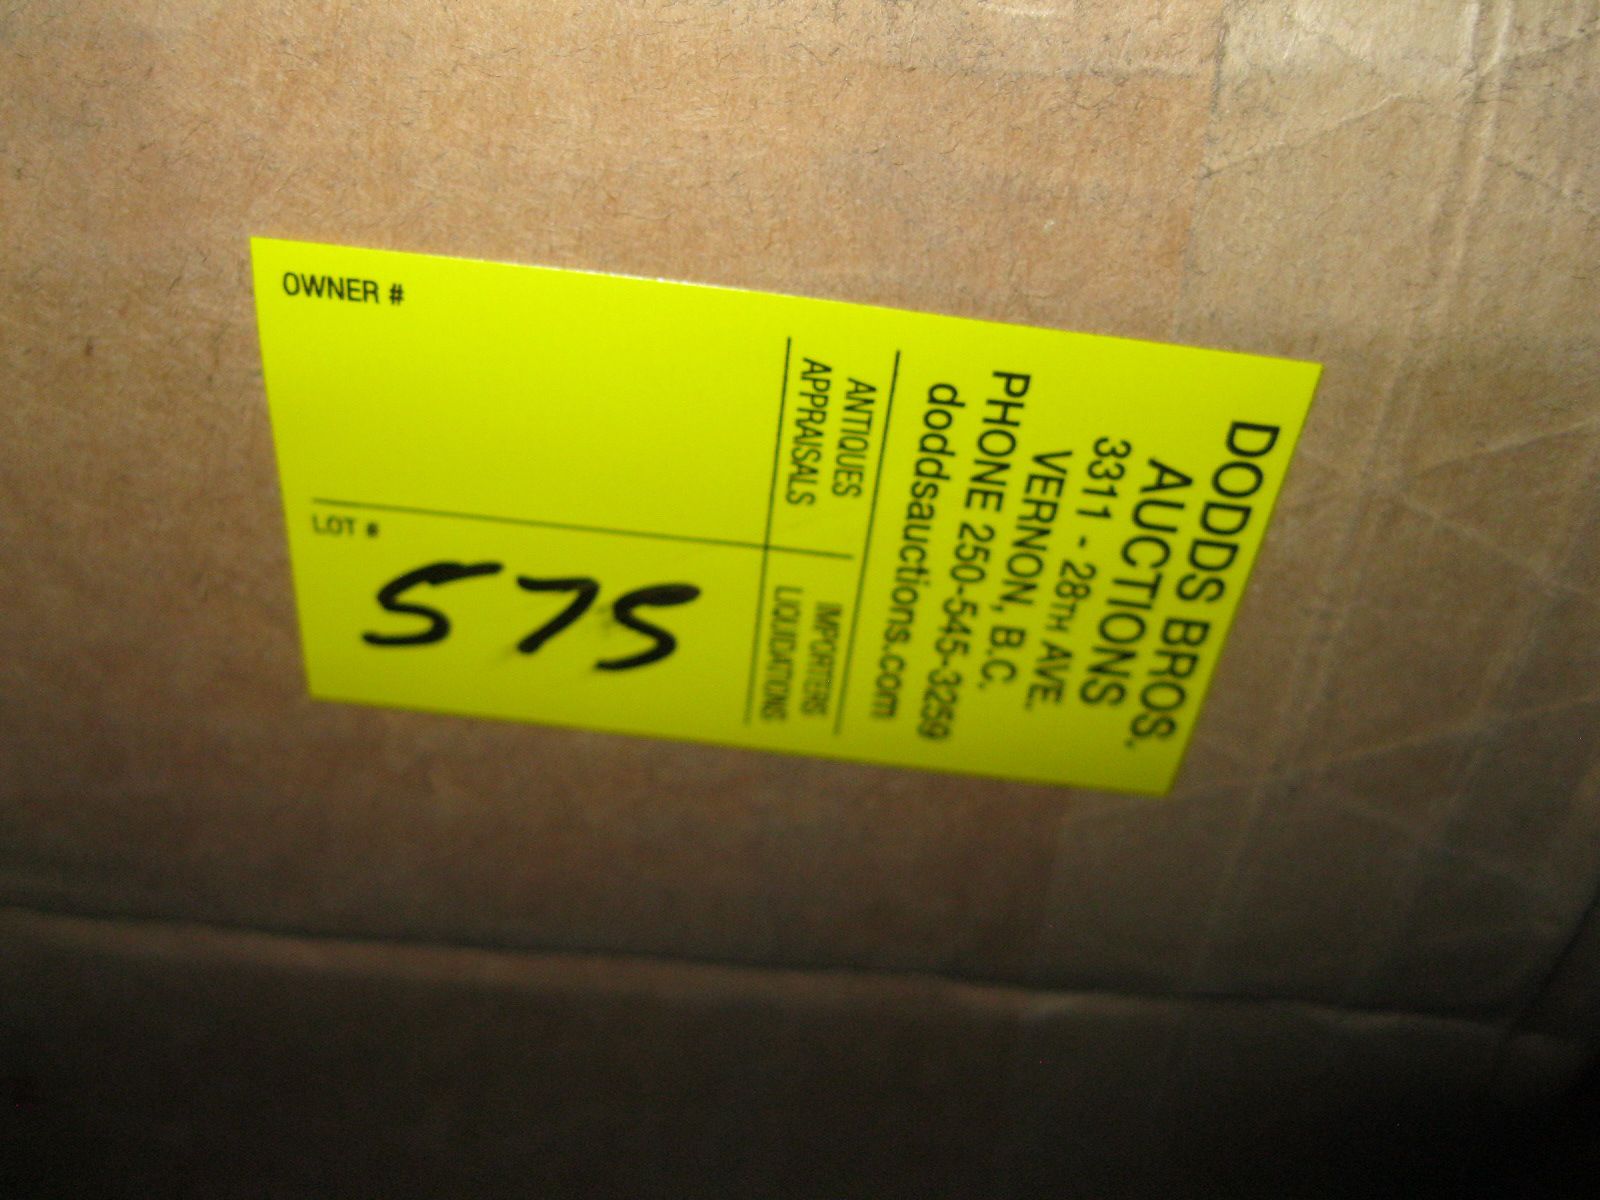 DODDS BROS.
AUCTIONS
3311 - 28TH AVE.
VERNON, B.C.
PHONE 250-545-3259
doddsauctions.com
ANTIQUES
APPRAISALS
IMPORTERS
LIQUIDATIONS
OWNER #
LOT #
575